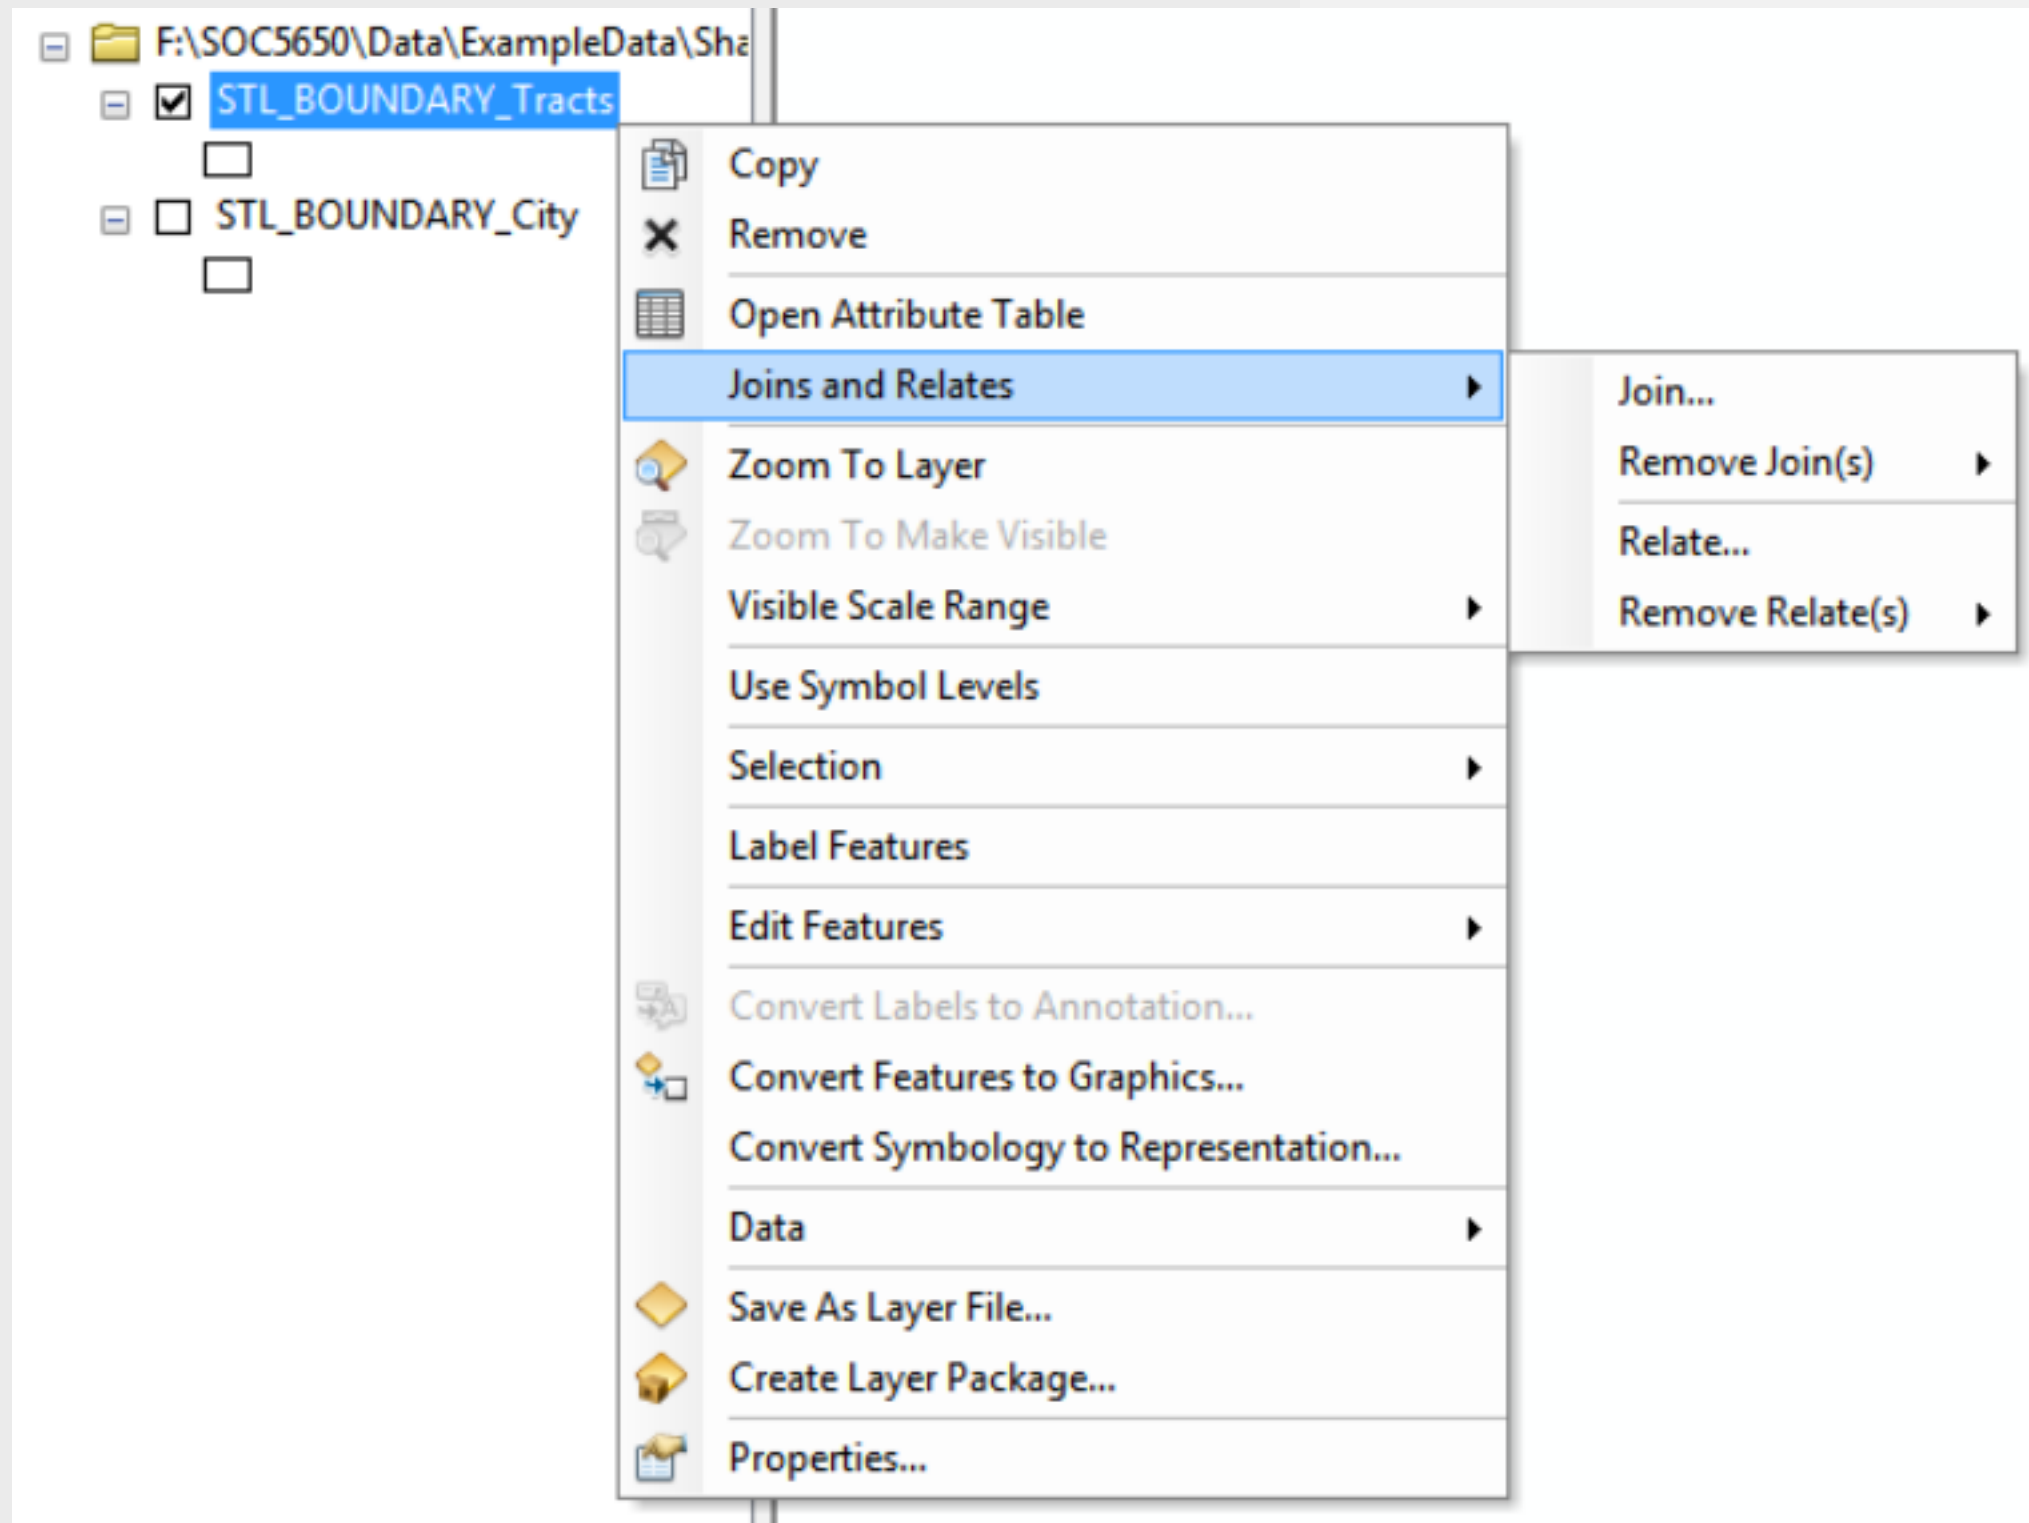 F:\SOC5650\Data\ExampleData\Sha
STL_BOUNDARY_Tracts
STL_BOUNDARY_City
Copy
Remove
Open Attribute Table
Joins and Relates
Join...
Remove Join(s)
Relate...
Remove Relate(s)
Zoom To Layer
Zoom To Make Visible
Visible Scale Range
Use Symbol Levels
Selection
Label Features
Edit Features
Convert Labels to Annotation...
Convert Features to Graphics...
Convert Symbology to Representation...
Data
Save As Layer File...
Create Layer Package...
Properties...